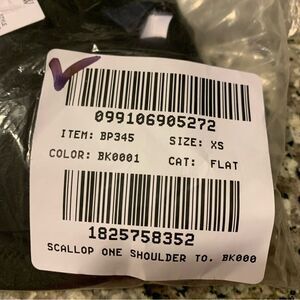 099106905272
ITEM: BP345 SIZE: XS
COLOR: BK0001 CAT: FLAT
1825758352
SCALLOP ONE SHOULDER TO. BK000